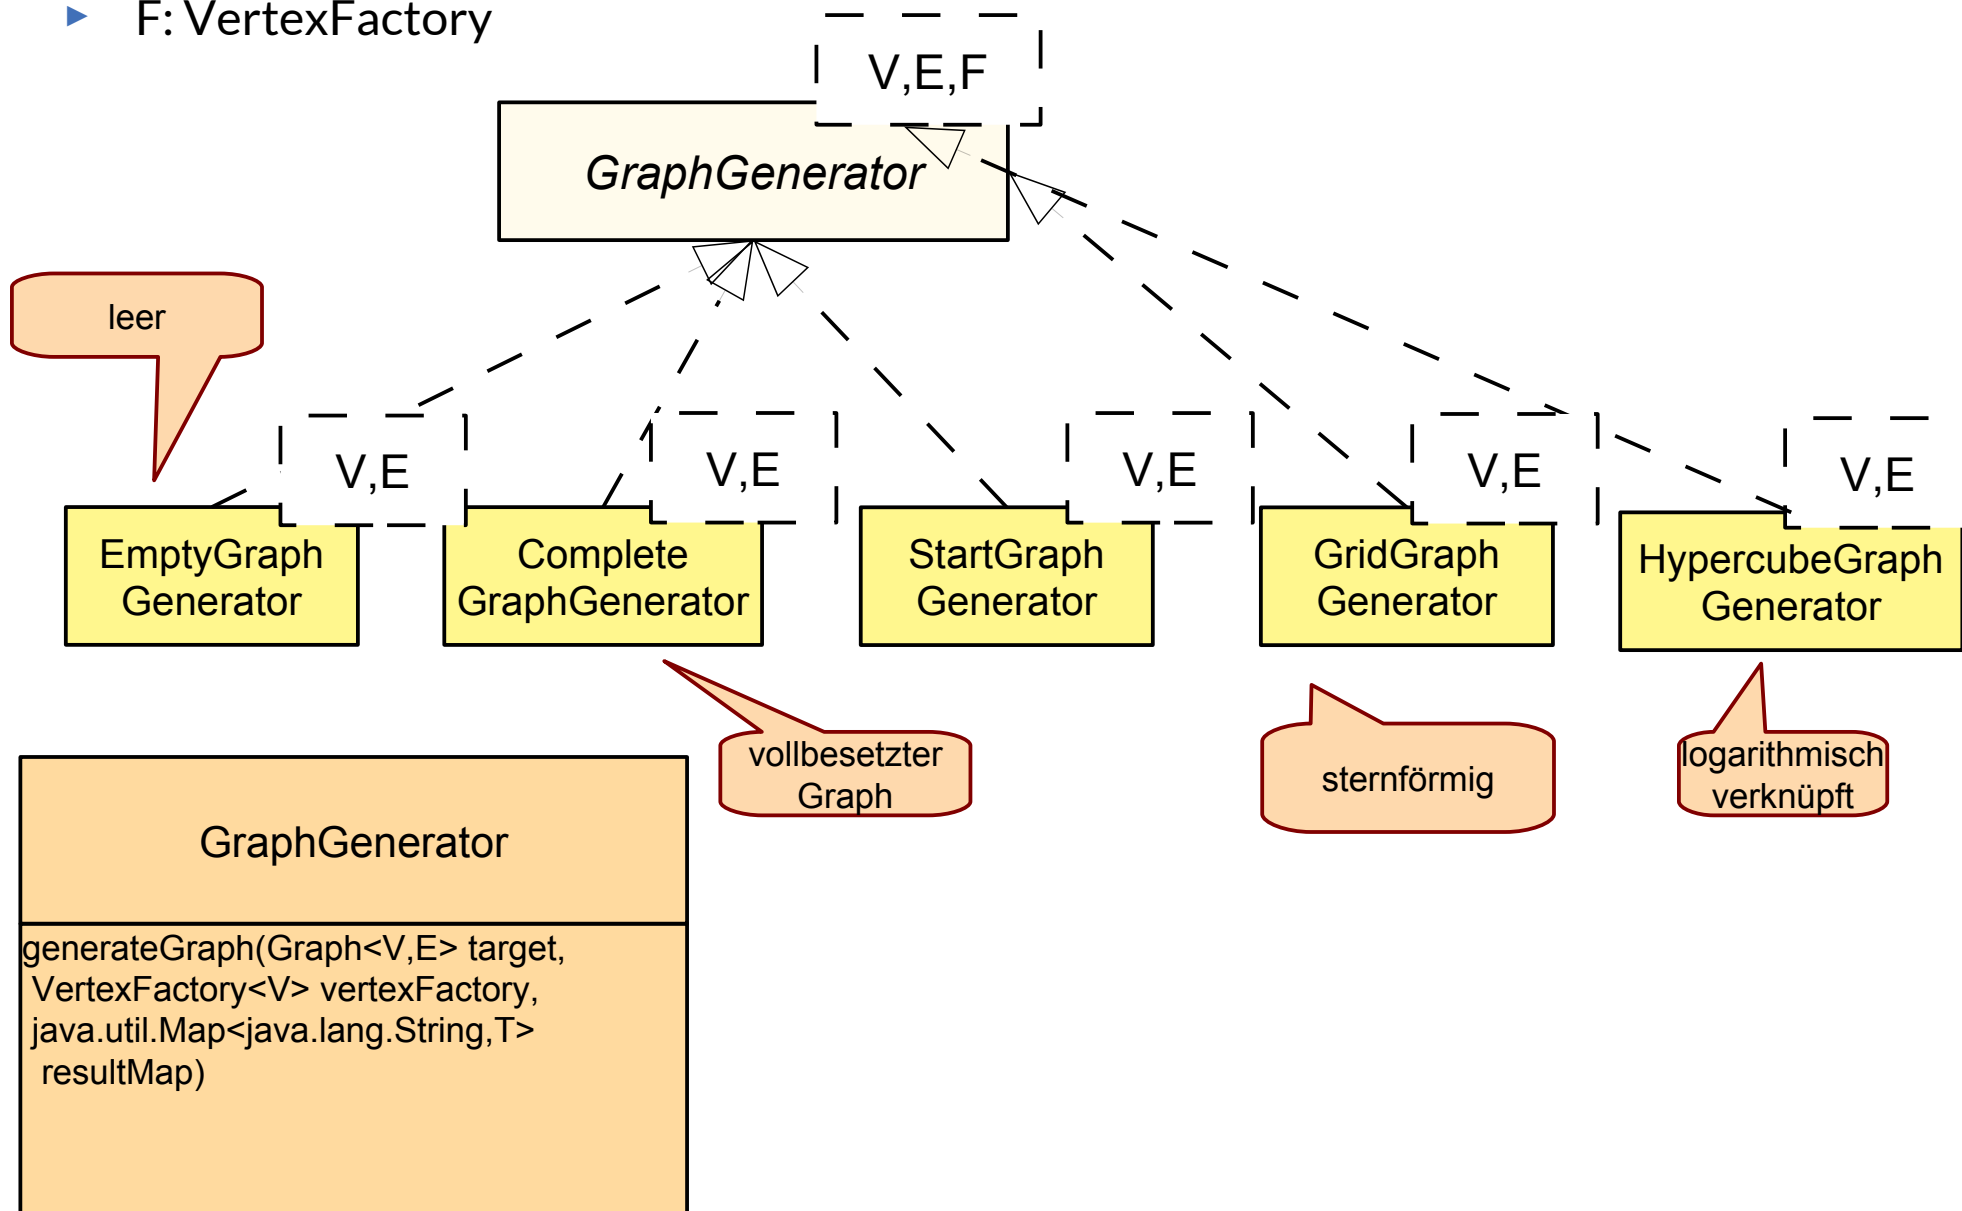 ► F: VertexFactory
V,E,F
GraphGenerator
leer
V,E
V,E
V,E
V,E
V,E
EmptyGraph
Generator
Complete
GraphGenerator
StartGraph
Generator
GridGraph
Generator
HypercubeGraph
Generator
vollbesetzter
Graph
sternförmig
logarithmisch
verknüpft
GraphGenerator
generateGraph(Graph<V,E> target,
VertexFactory<V> vertexFactory,
java.util.Map<java.lang.String,T>
resultMap)